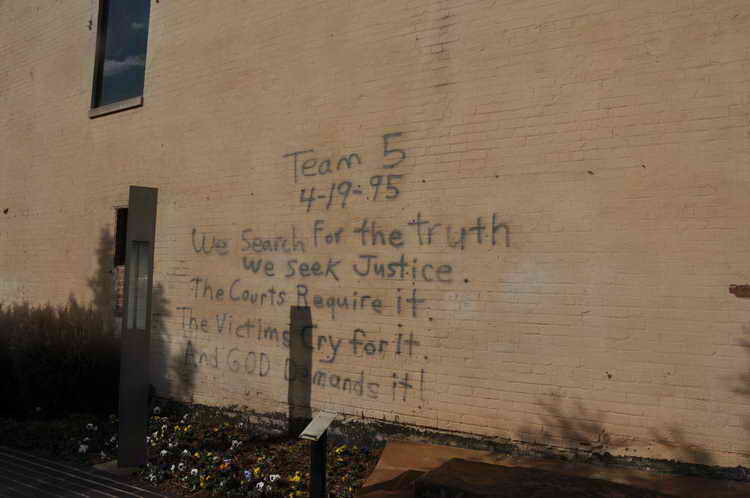 Team 5
4-19-95
We Search For the truth
We seek Justice.
The Courts Require it.
The Victims Cry for It.
And GOD Demands it!